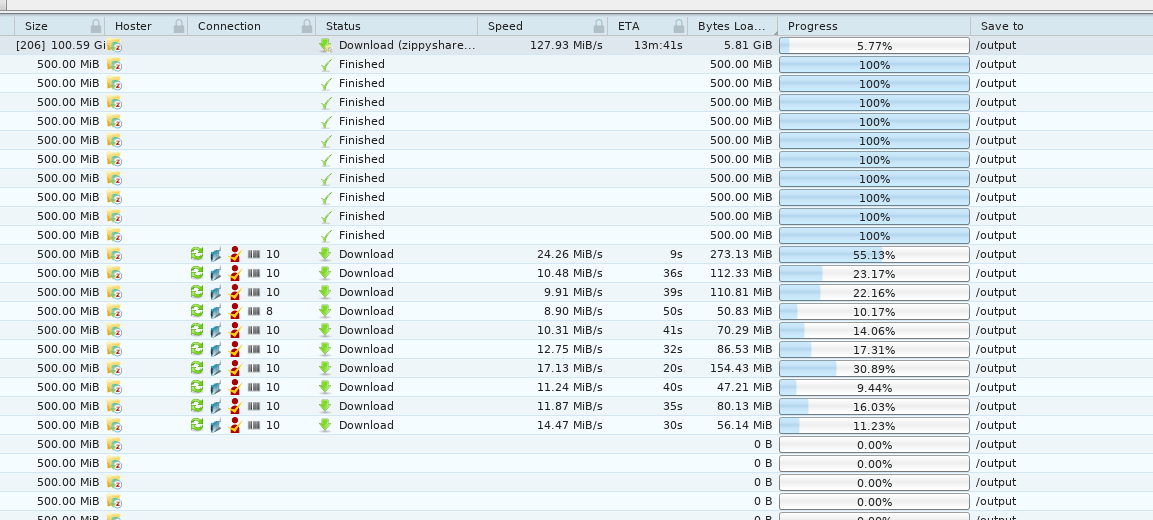 Size Hoster Connection Status Speed ETA Bytes Loa... Progress Save to
[206] 100.59 Gi Download (zippyshare... 127.93 MiB/s 13m:41s 5.81 GiB 5.77% /output
500.00 MiB Finished 500.00 MiB 100% /output
500.00 MiB Finished 500.00 MiB 100% /output
500.00 MiB Finished 500.00 MiB 100% /output
500.00 MiB Finished 500.00 MiB 100% /output
500.00 MiB Finished 500.00 MiB 100% /output
500.00 MiB Finished 500.00 MiB 100% /output
500.00 MiB Finished 500.00 MiB 100% /output
500.00 MiB Finished 500.00 MiB 100% /output
500.00 MiB Finished 500.00 MiB 100% /output
500.00 MiB Finished 500.00 MiB 100% /output
500.00 MiB 10 Download 24.26 MiB/s 9s 273.13 MiB 55.13% /output
500.00 MiB 10 Download 10.48 MiB/s 36s 112.33 MiB 23.17% /output
500.00 MiB 10 Download 9.91 MiB/s 39s 110.81 MiB 22.16% /output
500.00 MiB 8 Download 8.90 MiB/s 50s 50.83 MiB 10.17% /output
500.00 MiB 10 Download 10.31 MiB/s 41s 70.29 MiB 14.06% /output
500.00 MiB 10 Download 12.75 MiB/s 32s 86.53 MiB 17.31% /output
500.00 MiB 10 Download 17.13 MiB/s 20s 154.43 MiB 30.89% /output
500.00 MiB 10 Download 11.24 MiB/s 40s 47.21 MiB 9.44% /output
500.00 MiB 10 Download 11.87 MiB/s 35s 80.13 MiB 16.03% /output
500.00 MiB 10 Download 14.47 MiB/s 30s 56.14 MiB 11.23% /output
500.00 MiB 0 B 0.00% /output
500.00 MiB 0 B 0.00% /output
500.00 MiB 0 B 0.00% /output
500.00 MiB 0 B 0.00% /output
500.00 MiB 0 B 0.00% /output